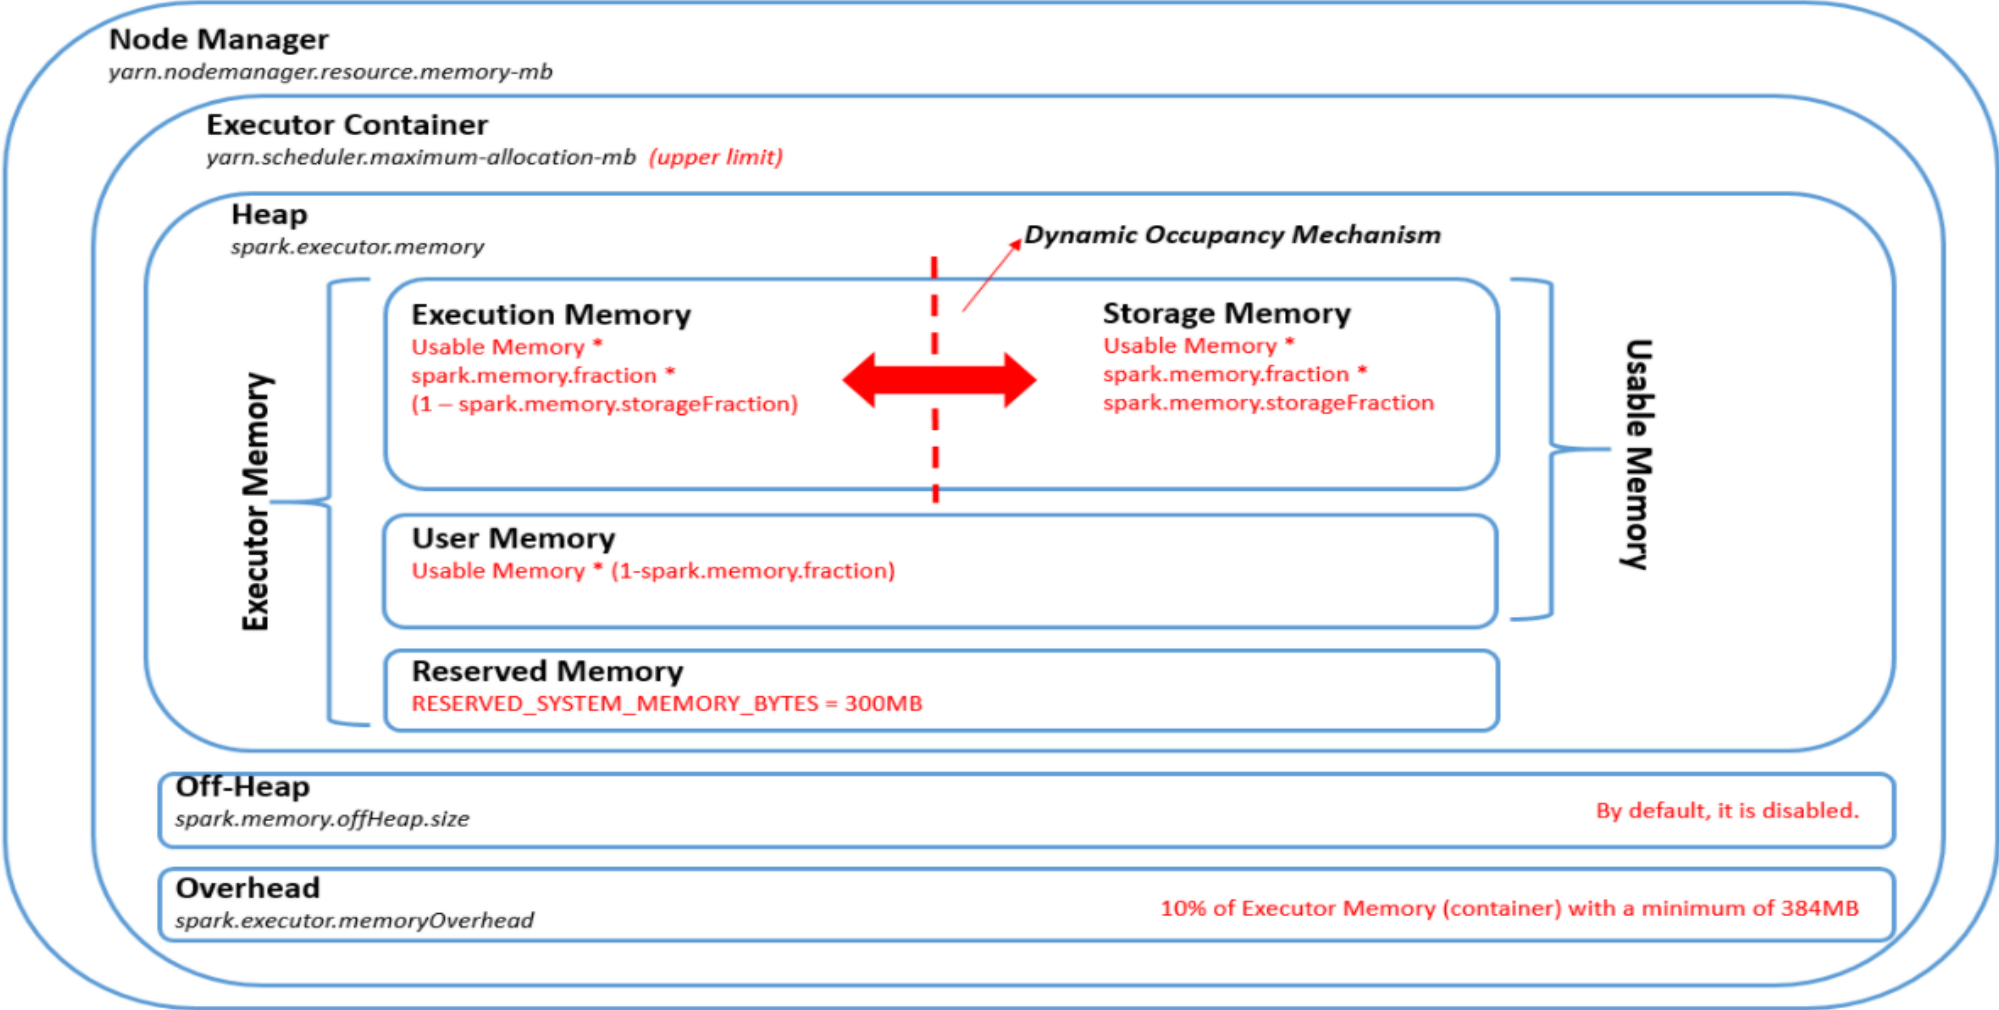 Node Manager
yarn.nodemanager.resource.memory-mb
Executor Container
yarn.scheduler.maximum-allocation-mb (upper limit)
Heap
spark.executor.memory
Dynamic Occupancy Mechanism
Executor Memory
Execution Memory
Usable Memory *
spark.memory.fraction *
(1 – spark.memory.storageFraction)
Storage Memory
Usable Memory *
spark.memory.fraction *
spark.memory.storageFraction
Usable Memory
User Memory
Usable Memory * (1-spark.memory.fraction)
Reserved Memory
RESERVED_SYSTEM_MEMORY_BYTES = 300MB
Off-Heap
spark.memory.offHeap.size
By default, it is disabled.
Overhead
spark.executor.memoryOverhead
10% of Executor Memory (container) with a minimum of 384MB